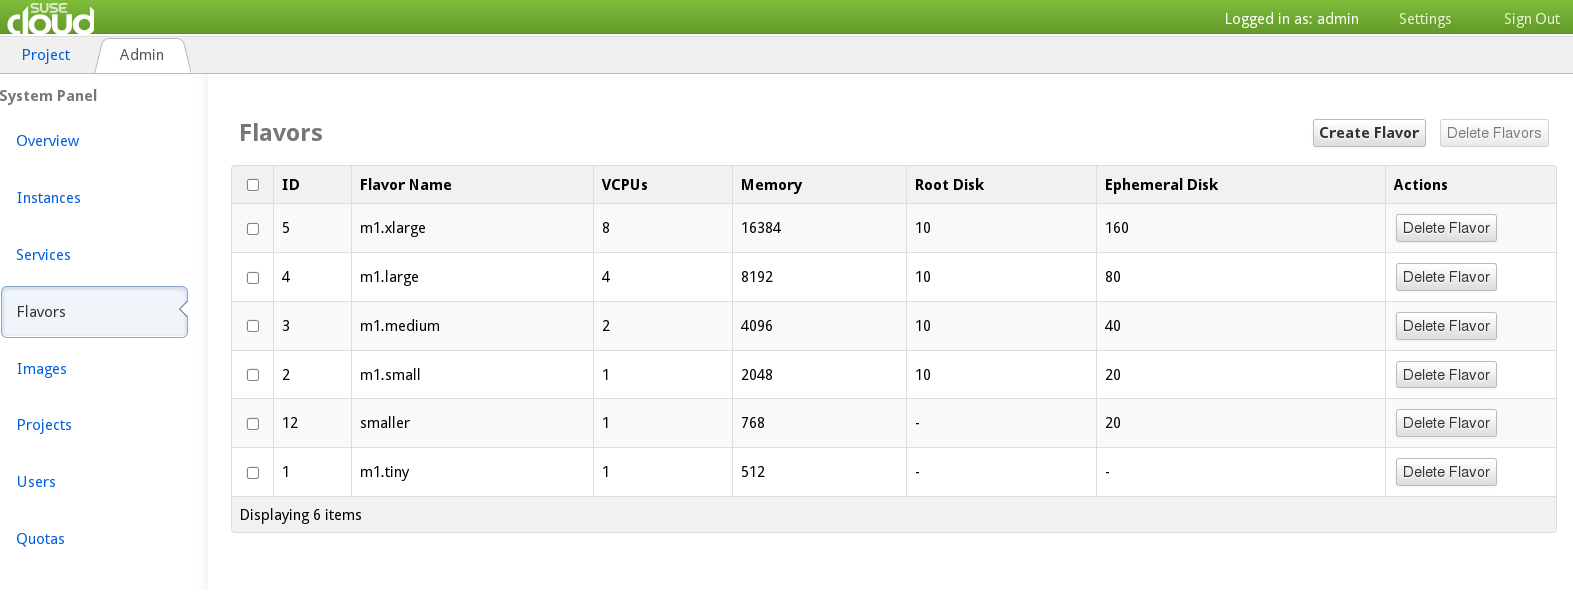 SUSE
cloud
Logged in as: admin Settings Sign Out
Project Admin
System Panel
Overview
Instances
Services
Flavors
Images
Projects
Users
Quotas
Flavors Create Flavor Delete Flavors
ID Flavor Name VCPUs Memory Root Disk Ephemeral Disk Actions
5 m1.xlarge 8 16384 10 160 Delete Flavor
4 m1.large 4 8192 10 80 Delete Flavor
3 m1.medium 2 4096 10 40 Delete Flavor
2 m1.small 1 2048 10 20 Delete Flavor
12 smaller 1 768 - 20 Delete Flavor
1 m1.tiny 1 512 - - Delete Flavor
Displaying 6 items